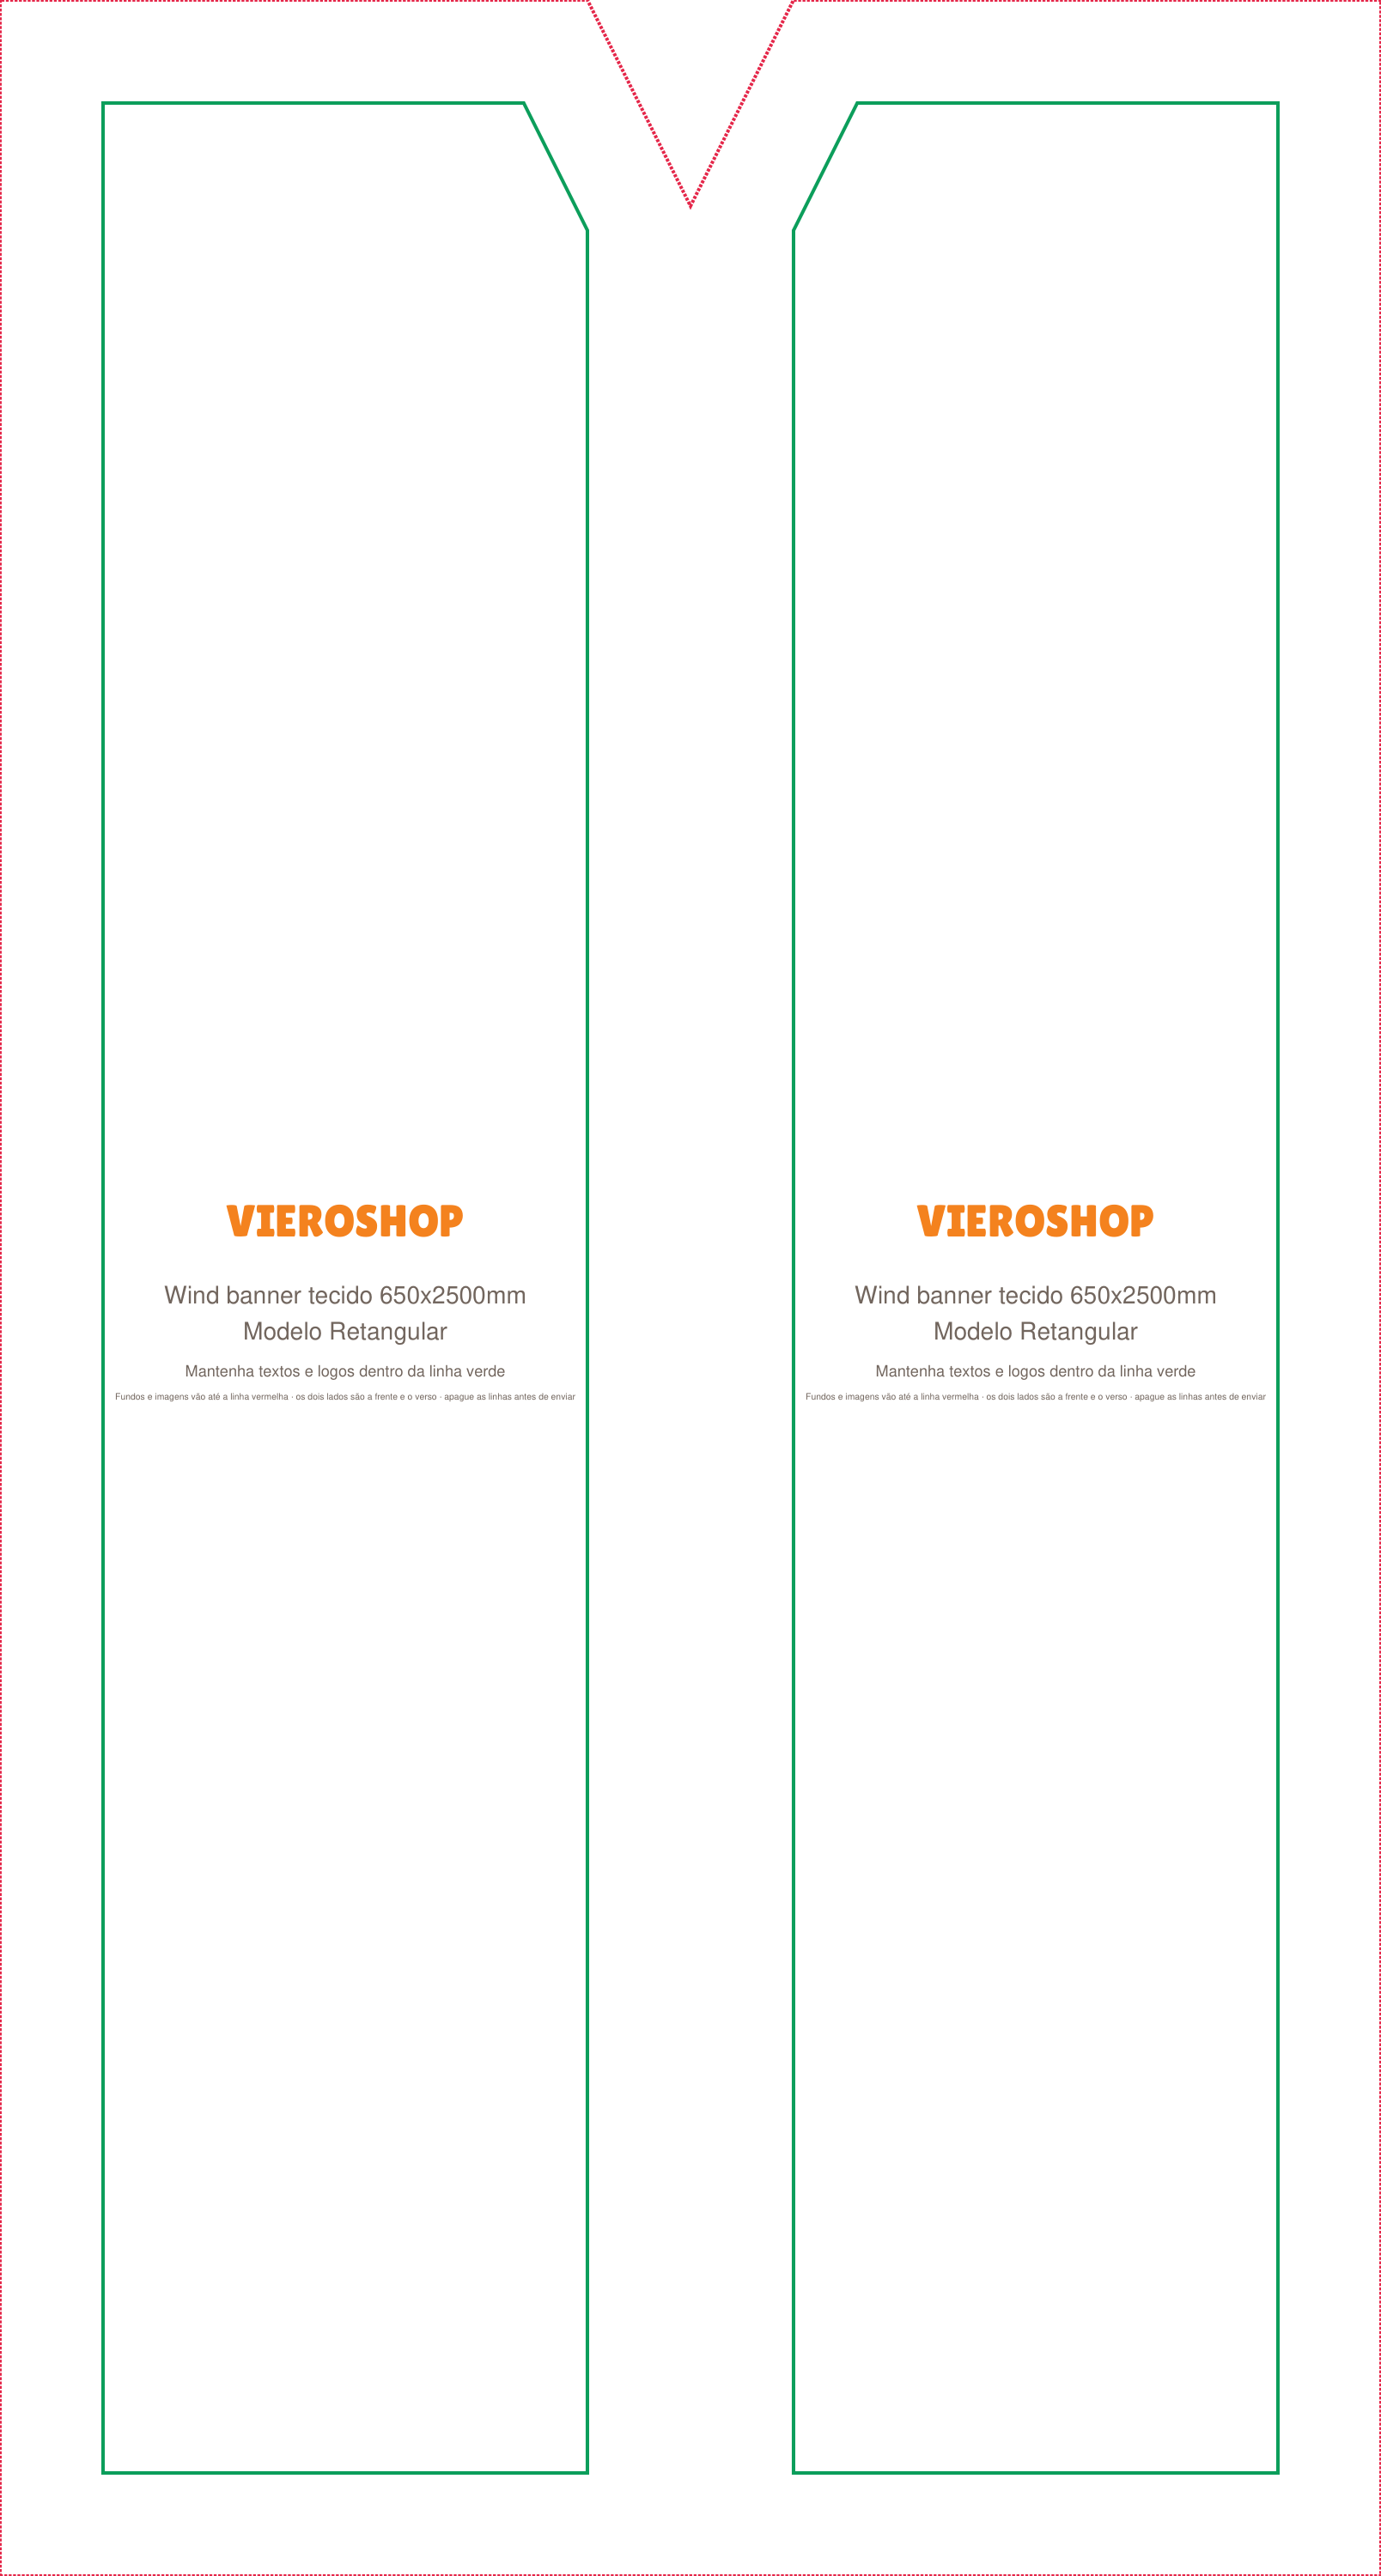 VIEROSHOP
Wind banner tecido 650x2500mm
Modelo Retangular
Mantenha textos e logos dentro da linha verde
Fundos e imagens vão até a linha vermelha · os dois lados são a frente e o verso · apague as linhas antes de enviar
VIEROSHOP
Wind banner tecido 650x2500mm
Modelo Retangular
Mantenha textos e logos dentro da linha verde
Fundos e imagens vão até a linha vermelha · os dois lados são a frente e o verso · apague as linhas antes de enviar